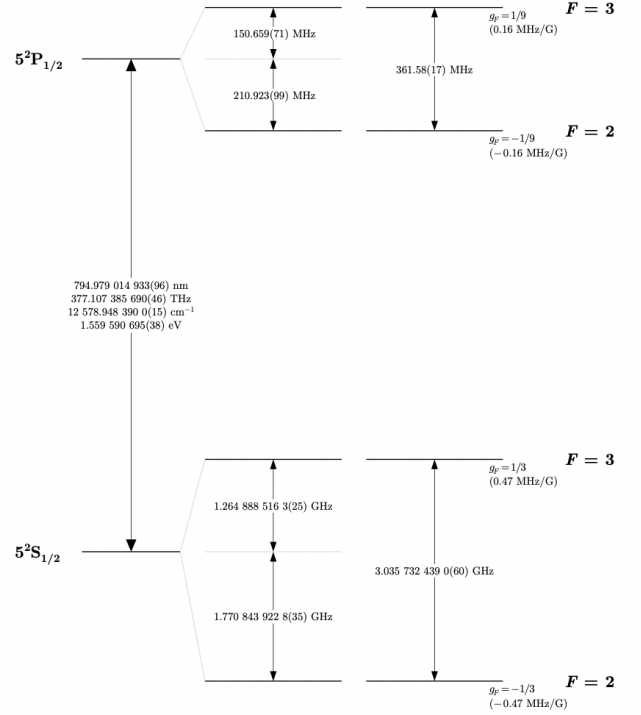 F = 3
g_F = 1/9
(0.16 MHz/G)
150.659(71) MHz
5²P₁/₂
361.58(17) MHz
210.923(99) MHz
F = 2
g_F = −1/9
(−0.16 MHz/G)
794.979 014 933(96) nm
377.107 385 690(46) THz
12 578.948 390 0(15) cm⁻¹
1.559 590 695(38) eV
F = 3
g_F = 1/3
(0.47 MHz/G)
1.264 888 516 3(25) GHz
5²S₁/₂
3.035 732 439 0(60) GHz
1.770 843 922 8(35) GHz
F = 2
g_F = −1/3
(−0.47 MHz/G)